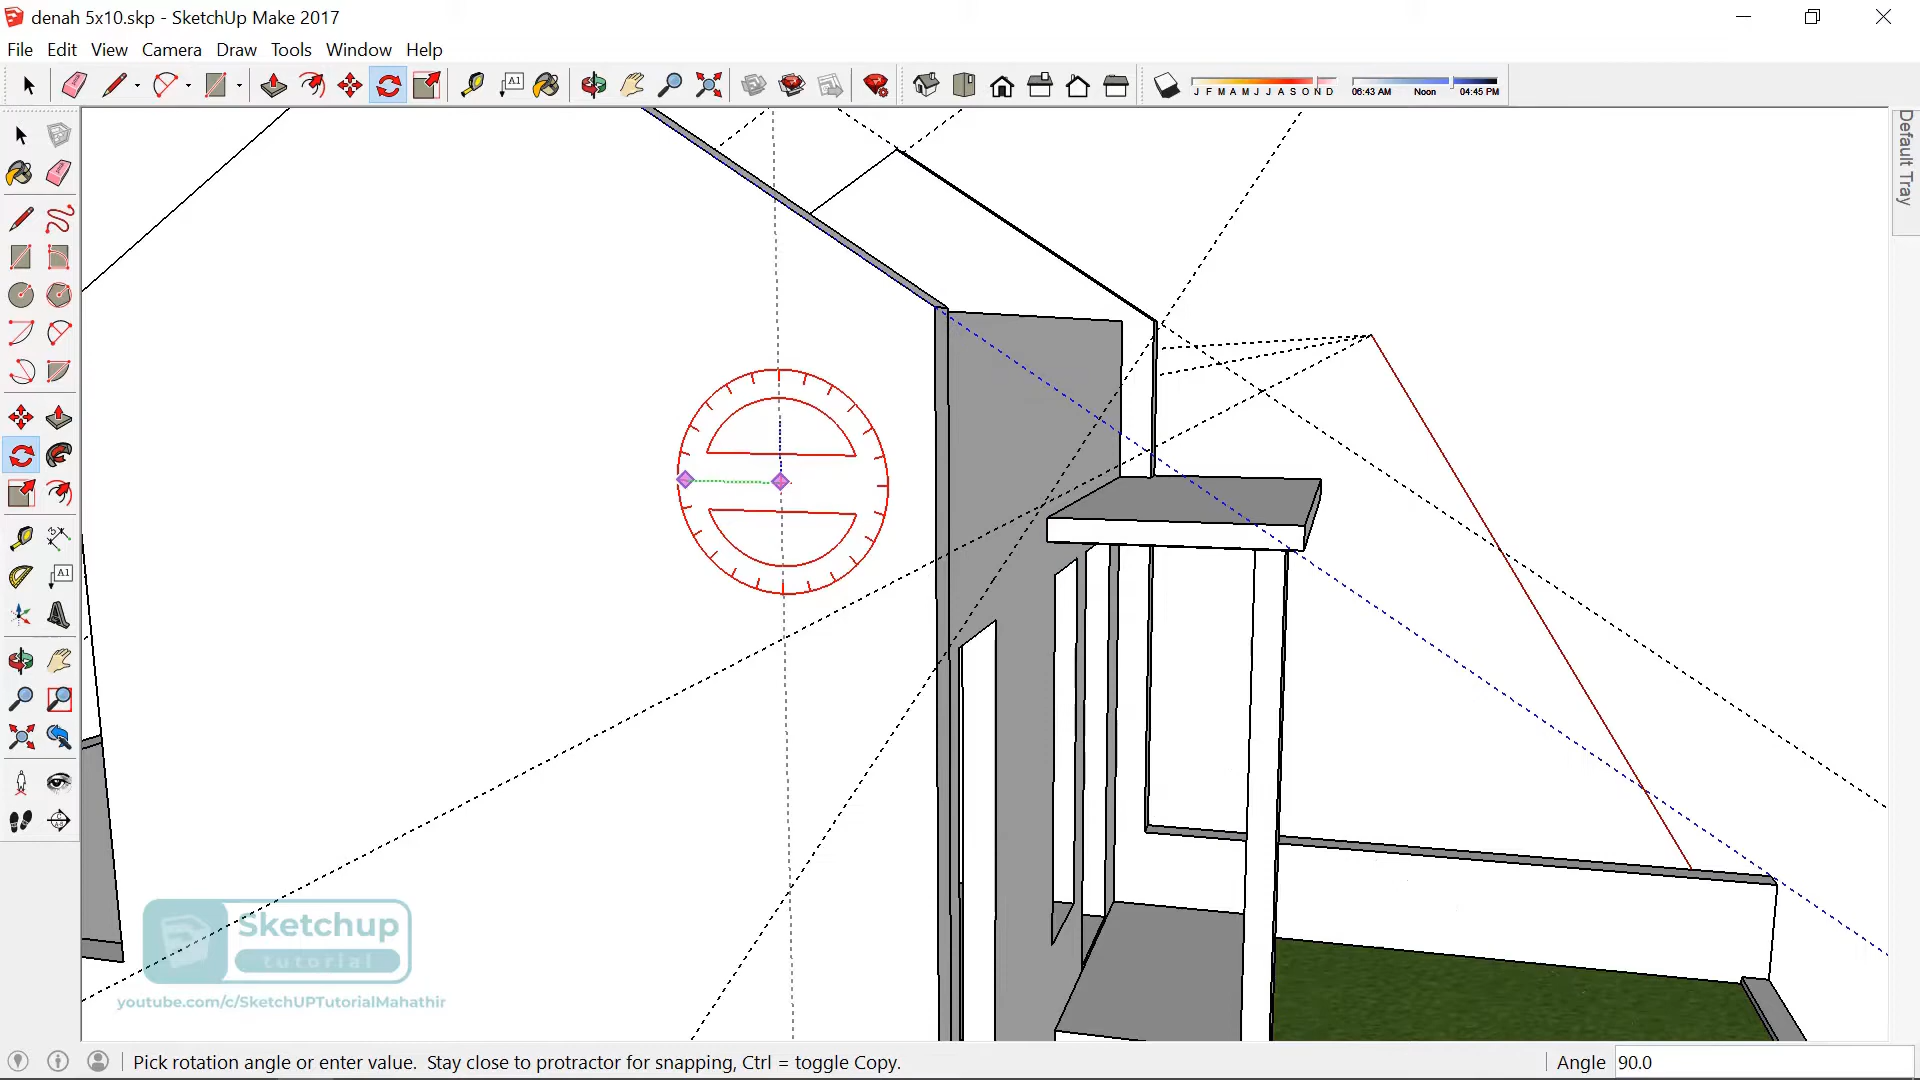 denah 5x10.skp - SketchUp Make 2017
File Edit View Camera Draw Tools Window Help
A1
J F M A M J J A S O N D
06:43 AM Noon 04:45 PM
Default Tray
A1
Sketchup
tutorial
youtube.com/c/SketchUPTutorialMahathir
Pick rotation angle or enter value. Stay close to protractor for snapping, Ctrl = toggle Copy.
Angle 90.0